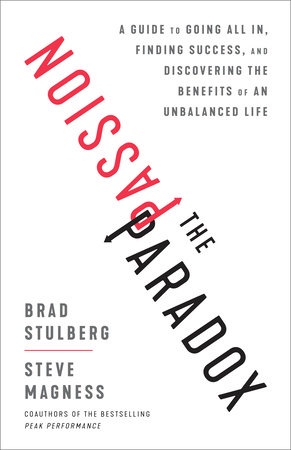 A GUIDE TO GOING ALL IN,
FINDING SUCCESS, AND
DISCOVERING THE
BENEFITS OF AN
UNBALANCED LIFE
THE
PASSION
PARADOX
BRAD
STULBERG
STEVE
MAGNESS
COAUTHORS OF THE BESTSELLING
PEAK PERFORMANCE